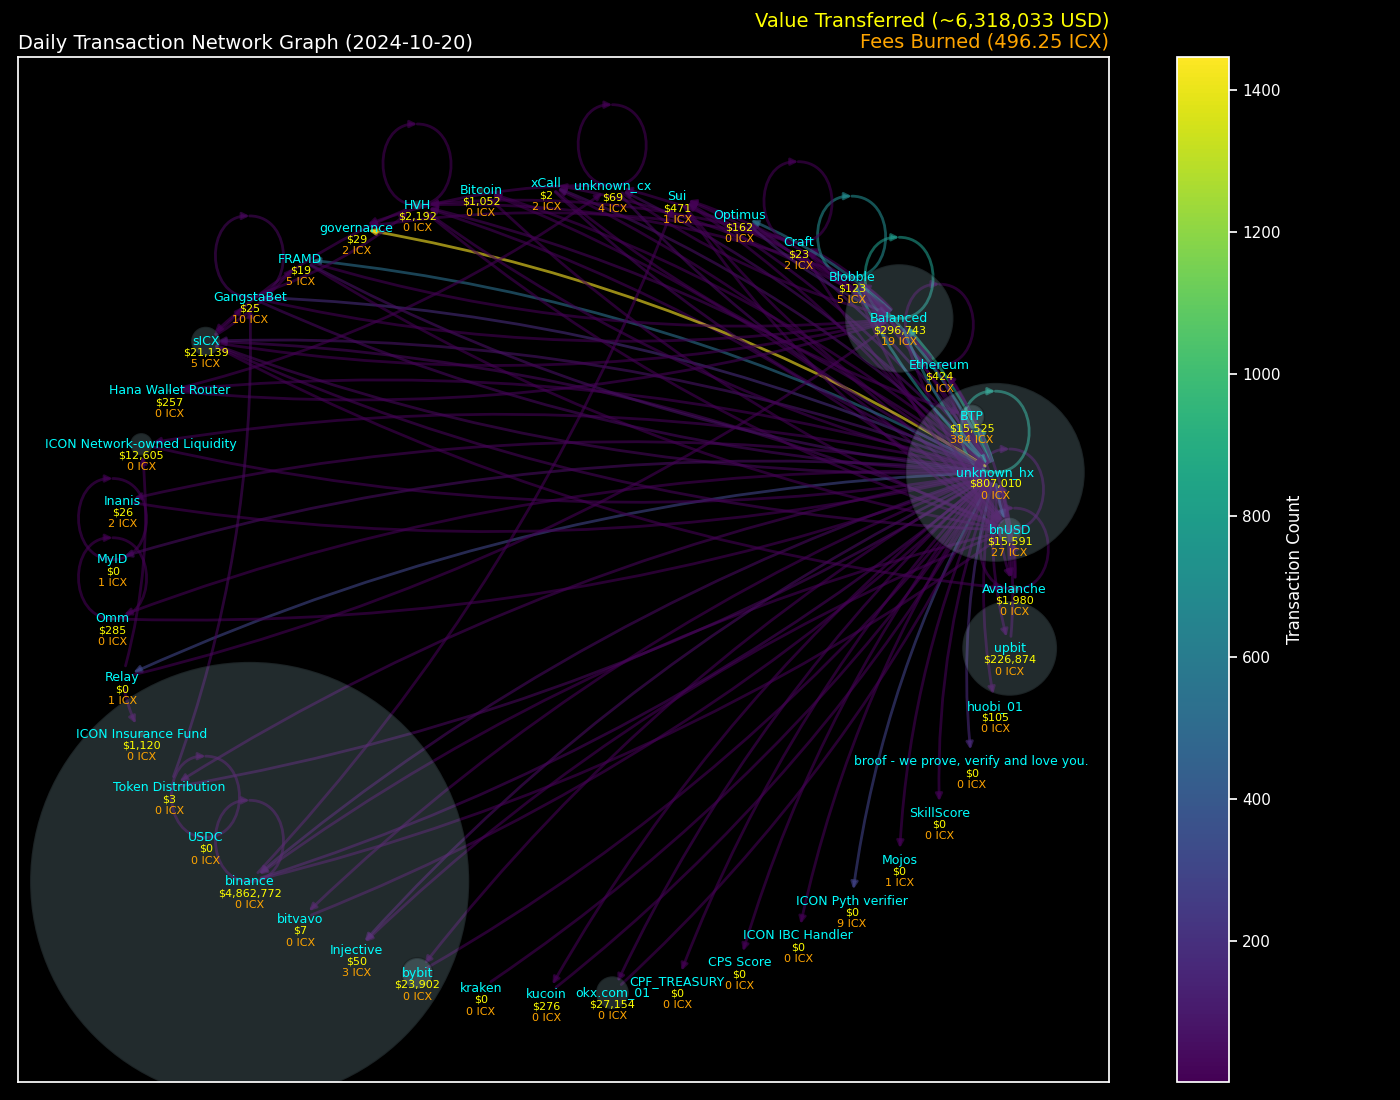 Value Transferred (~6,318,033 USD)
Daily Transaction Network Graph (2024-10-20)
Fees Burned (496.25 ICX)
xCall
$2
2 ICX
unknown_cx
$69
4 ICX
Bitcoin
$1,052
0 ICX
Sui
$471
1 ICX
HVH
$2,192
0 ICX
Optimus
$162
0 ICX
governance
$29
2 ICX
Craft
$23
2 ICX
FRAMD
$19
5 ICX
Blobble
$123
5 ICX
GangstaBet
$25
10 ICX
Balanced
$296,743
19 ICX
sICX
$21,139
5 ICX
Ethereum
$424
0 ICX
Hana Wallet Router
$257
0 ICX
BTP
$15,525
384 ICX
ICON Network-owned Liquidity
$12,605
0 ICX
unknown_hx
$807,010
0 ICX
Inanis
$26
2 ICX
bnUSD
$15,591
27 ICX
MyID
$0
1 ICX
Avalanche
$1,980
0 ICX
Omm
$285
0 ICX
upbit
$226,874
0 ICX
Relay
$0
1 ICX
huobi_01
$105
0 ICX
ICON Insurance Fund
$1,120
0 ICX
broof - we prove, verify and love you.
$0
0 ICX
Token Distribution
$3
0 ICX
SkillScore
$0
0 ICX
USDC
$0
0 ICX
Mojos
$0
1 ICX
binance
$4,862,772
0 ICX
ICON Pyth verifier
$0
9 ICX
bitvavo
$7
0 ICX
ICON IBC Handler
$0
0 ICX
Injective
$50
3 ICX
CPS Score
$0
0 ICX
bybit
$23,902
0 ICX
CPF_TREASURY
$0
0 ICX
kraken
$0
0 ICX
kucoin
$276
0 ICX
okx.com_01
$27,154
0 ICX
1400
1200
1000
800
600
400
200
Transaction Count